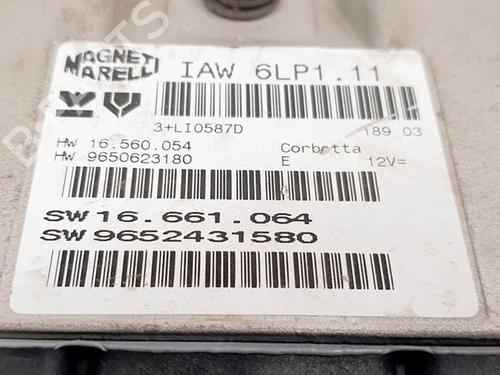 MAGNETI MARELLI
IAW 6LP1.11
3+LI0587D
189 03
HW 16.560.054
Corbetta
HW 9650623180
E 12V=
SW 16.661.064
SW 9652431580